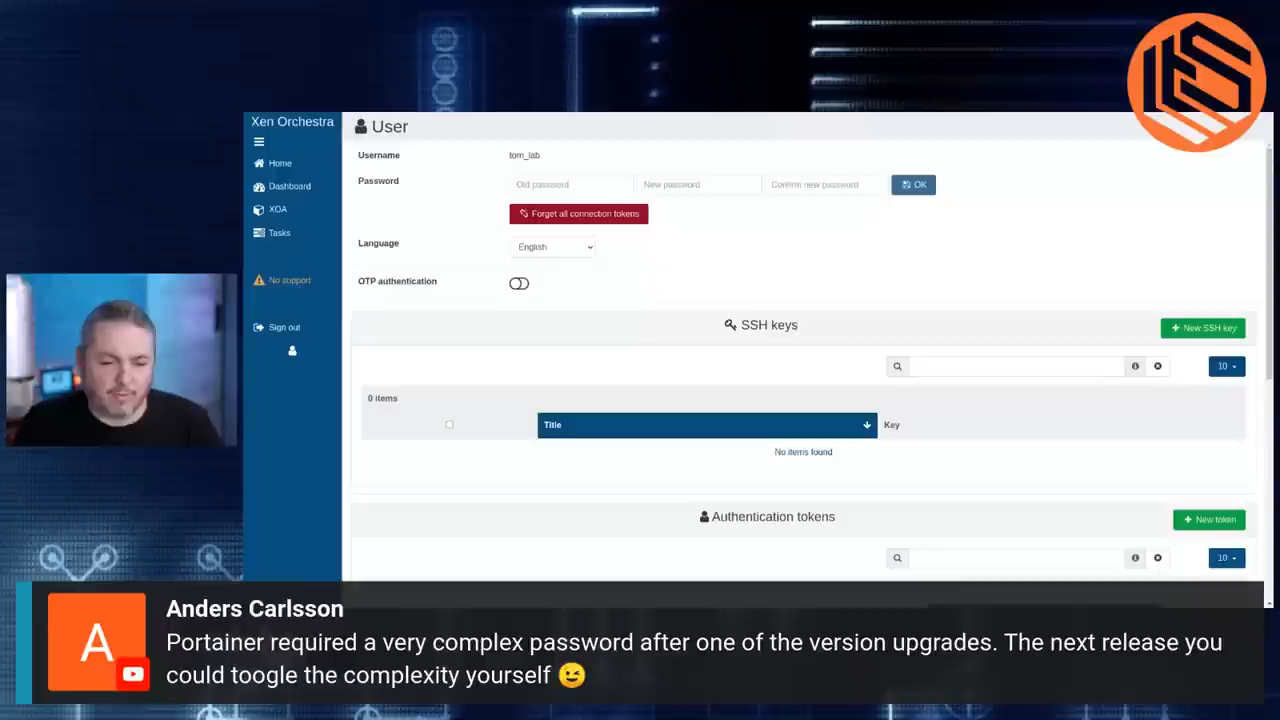 Xen Orchestra
Home
Dashboard
XOA
Tasks
No support
Sign out
User
Username tom_lab
Password Old password New password Confirm new password OK
Forget all connection tokens
Language English
OTP authentication
SSH keys
New SSH key
10
0 items
Title Key
No items found
Authentication tokens
New token
10
A
Anders Carlsson
Portainer required a very complex password after one of the version upgrades. The next release you
could toogle the complexity yourself 😉